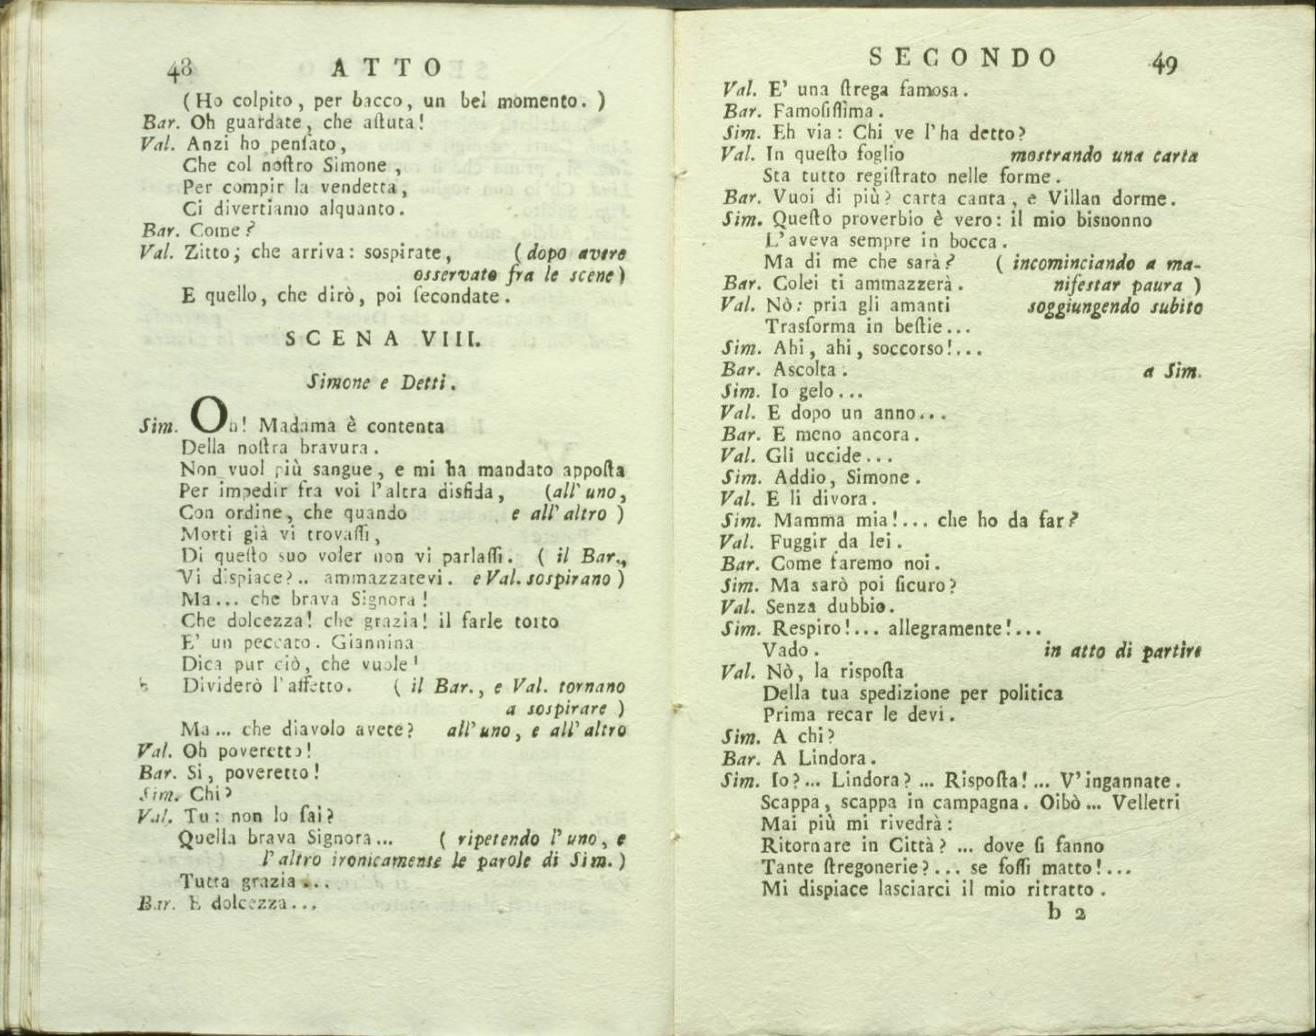 48 ATTO
(Ho colpito, per bacco, un bel momento. )
Bar. Oh guardate, che aſtuta!
Val. Anzi ho penſato,
Che col noſtro Simone,
Per compir la vendetta,
Ci divertiamo alquanto.
Bar. Come?
Val. Zitto; che arriva: sospirate, (dopo avere
osservato fra le scene)
E quello, che dirò, poi ſecondate.
SCENA VIII.
Simone e Detti.
Sim. Oh! Madama è contenta
Della noſtra bravura.
Non vuol più sangue, e mi ha mandato appoſta
Per impedir fra voi l'altra disfida, (all' uno,
Con ordine, che quando e all' altro )
Morti già vi trovaſſi,
Di queſto suo voler non vi parlaſſi. ( il Bar.,
Vi dispiace?.. ammazzatevi. e Val. sospirano )
Ma... che brava Signora!
Che dolcezza! che grazia! il farle torto
E' un peccato. Giannina
Dica pur ciò, che vuole!
Dividerò l'affetto. ( il Bar., e Val. tornano
a sospirare )
Ma... che diavolo avete? all' uno, e all' altro
Val. Oh poveretto!
Bar. Si, poveretto!
Sim. Chi?
Val. Tu: non lo ſai?
Quella brava Signora... ( ripetendo l' uno, e
l' altro ironicamente le parole di Sim. )
Tutta grazia...
Bar. E dolcezza...
SECONDO 49
Val. E' una ſtrega famosa.
Bar. Famoſiſſima.
Sim. Eh via: Chi ve l'ha detto?
Val. In queſto foglio mostrando una carta
Sta tutto regiſtrato nelle forme.
Bar. Vuoi di più? carta canta, e Villan dorme.
Sim. Queſto proverbio è vero: il mio bisnonno
L'aveva sempre in bocca.
Ma di me che sarà? ( incominciando a ma-
Bar. Colei ti ammazzerà. nifestar paura )
Val. Nò: pria gli amanti soggiungendo subito
Trasforma in beſtie...
Sim. Ahi, ahi, soccorso!...
Bar. Ascolta. a Sim.
Sim. Io gelo...
Val. E dopo un anno...
Bar. E meno ancora.
Val. Gli uccide...
Sim. Addio, Simone.
Val. E li divora.
Sim. Mamma mia!... che ho da far?
Val. Fuggir da lei.
Bar. Come faremo noi.
Sim. Ma sarò poi ſicuro?
Val. Senza dubbio.
Sim. Respiro!... allegramente!...
Vado. in atto di partire
Val. Nò, la rispoſta
Della tua spedizione per politica
Prima recar le devi.
Sim. A chi?
Bar. A Lindora.
Sim. Io?... Lindora? ... Rispoſta!... V'ingannate.
Scappa, scappa in campagna. Oibò... Velletri
Mai più mi rivedrà:
Ritornare in Città? ... dove ſi fanno
Tante ſtregonerie?... se foſſi matto!...
Mi dispiace lasciarci il mio ritratto.
b 2